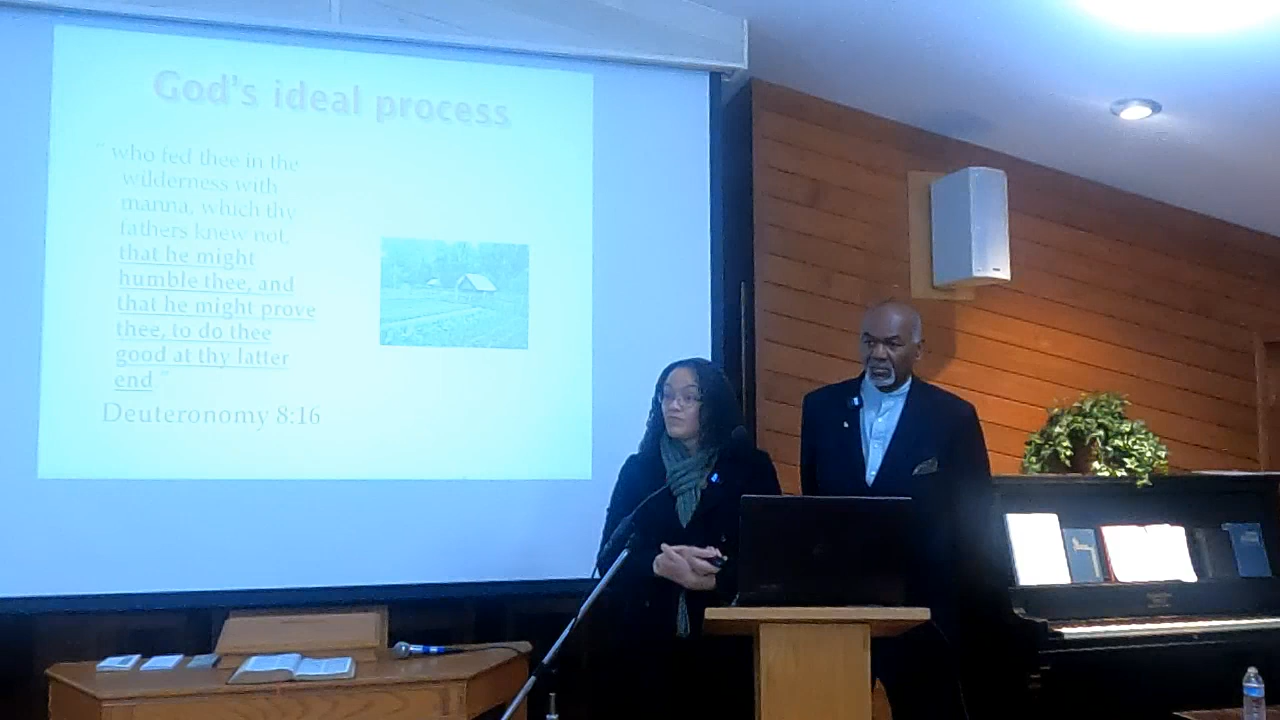 God's ideal process
" who fed thee in the
wilderness with
manna, which thy
fathers knew not,
that he might
humble thee, and
that he might prove
thee, to do thee
good at thy latter
end "
Deuteronomy 8:16